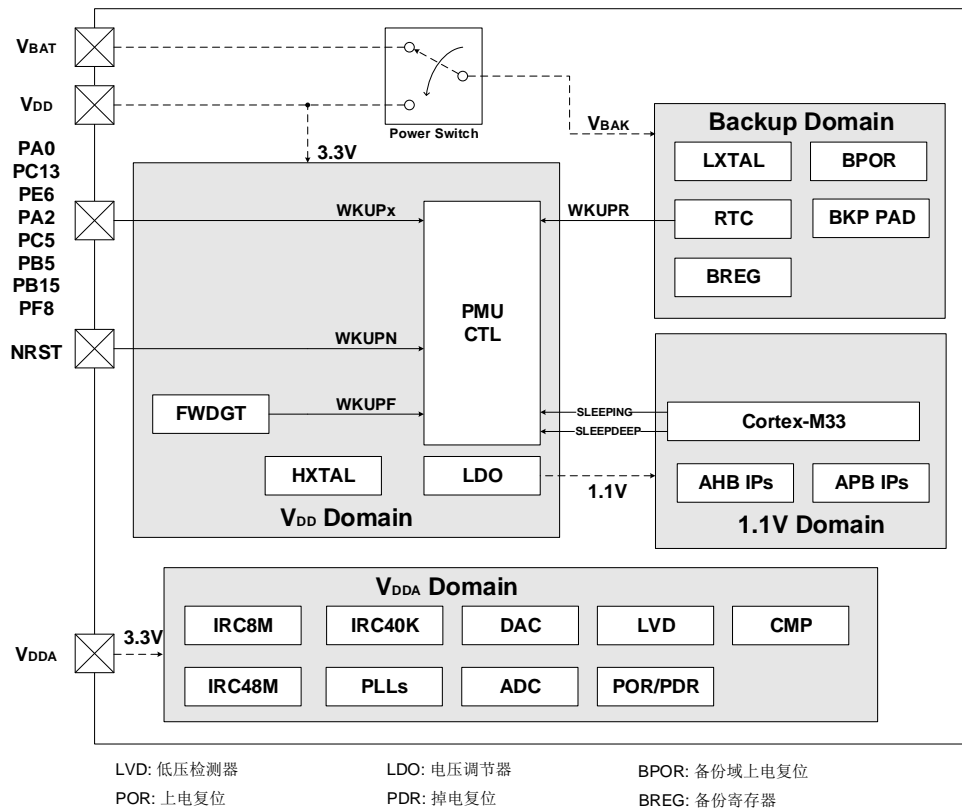 VBAT
VDD
Power Switch
3.3V
VBAK
PA0
PC13
PE6
PA2
PC5
PB5
PB15
PF8
NRST
WKUPx
WKUPN
WKUPF
FWDGT
HXTAL
PMU
CTL
LDO
VDD Domain
WKUPR
Backup Domain
LXTAL
BPOR
RTC
BKP PAD
BREG
SLEEPING
SLEEPDEEP
Cortex-M33
AHB IPs
APB IPs
1.1V
1.1V Domain
VDDA
3.3V
VDDA Domain
IRC8M
IRC40K
DAC
LVD
CMP
IRC48M
PLLs
ADC
POR/PDR
LVD: 低压检测器
LDO: 电压调节器
BPOR: 备份域上电复位
POR: 上电复位
PDR: 掉电复位
BREG: 备份寄存器